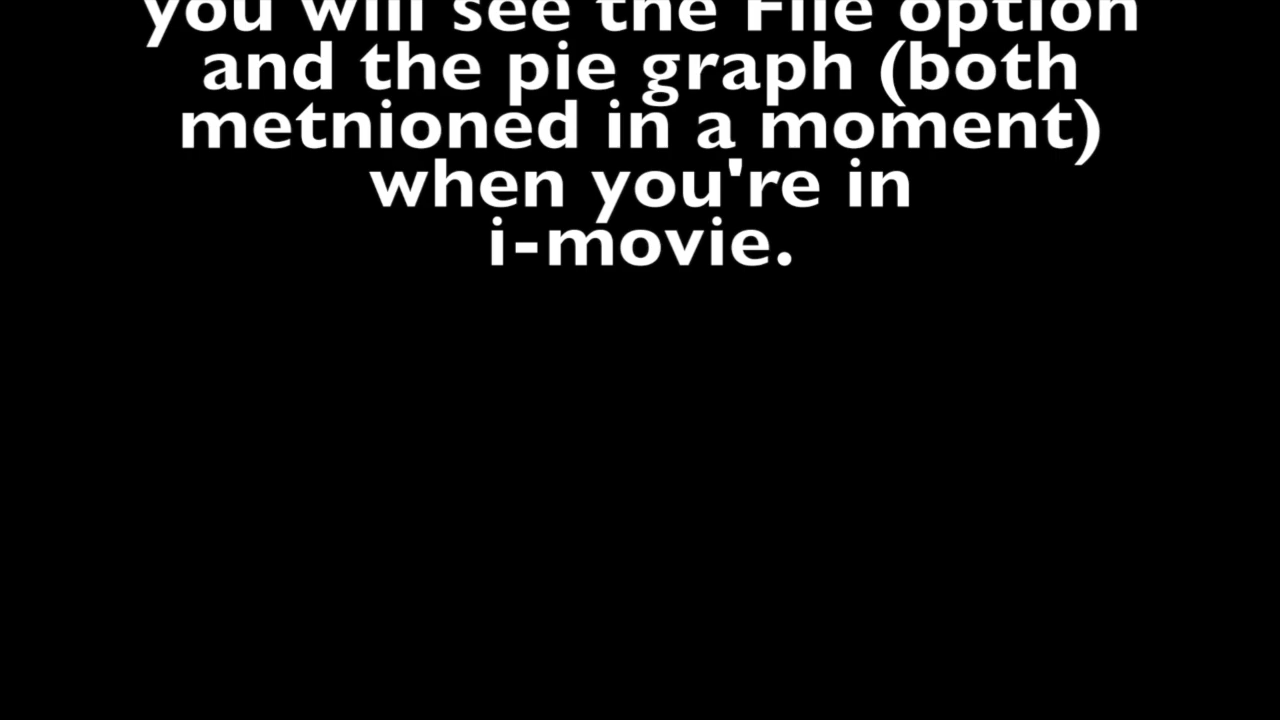 you will see the File option
and the pie graph (both
metnioned in a moment)
when you're in
i-movie.